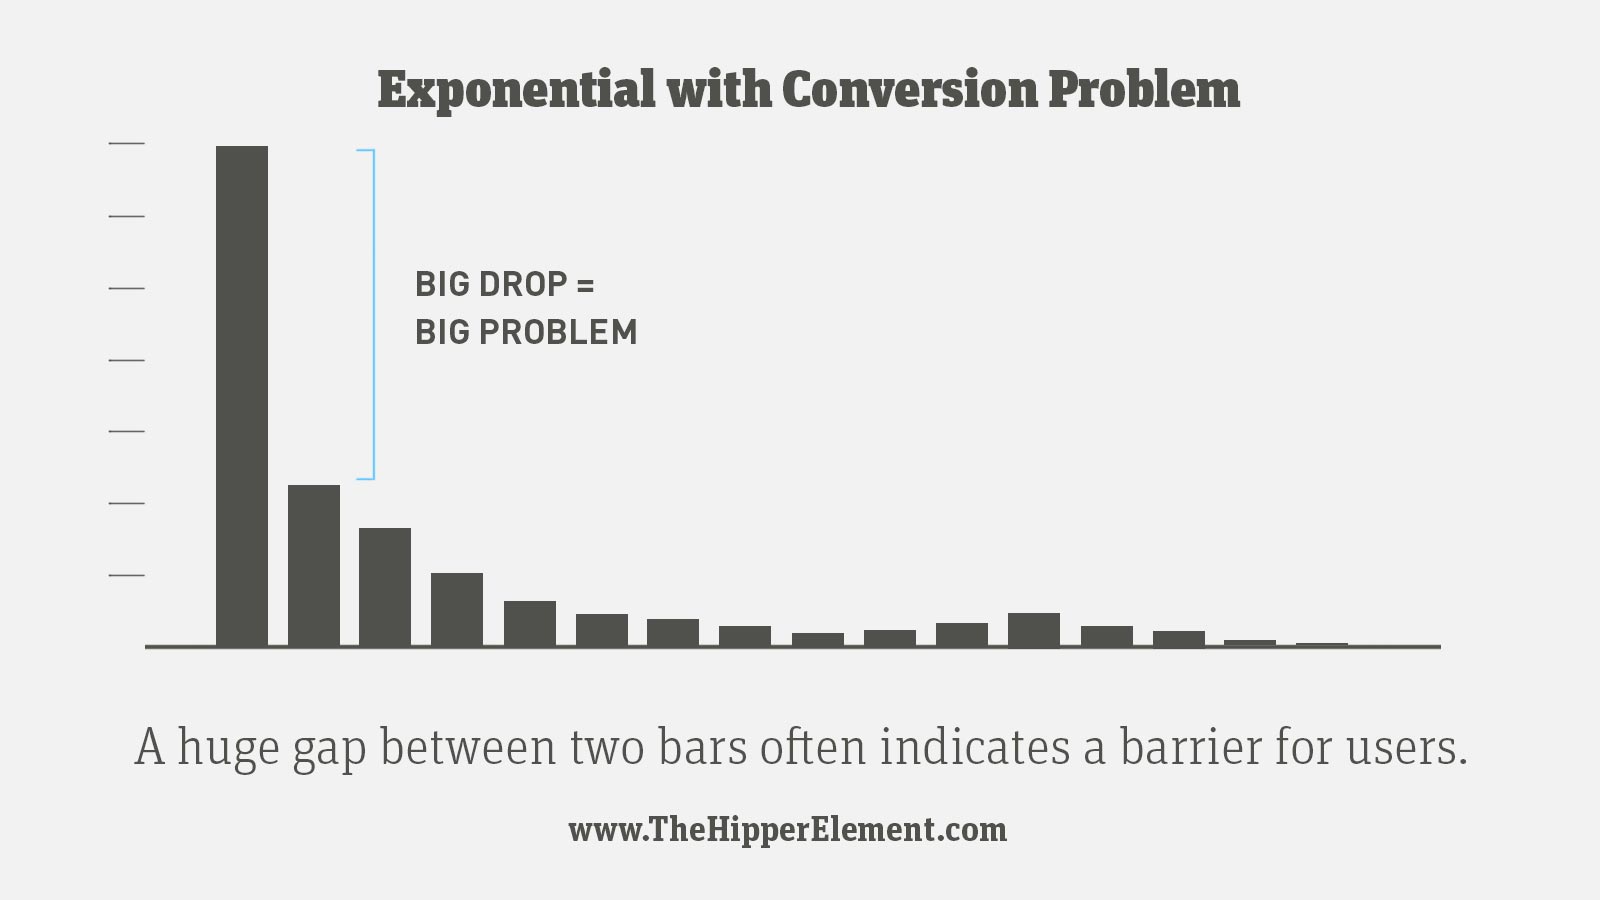 Exponential with Conversion Problem
BIG DROP =
BIG PROBLEM
A huge gap between two bars often indicates a barrier for users.
www.TheHipperElement.com